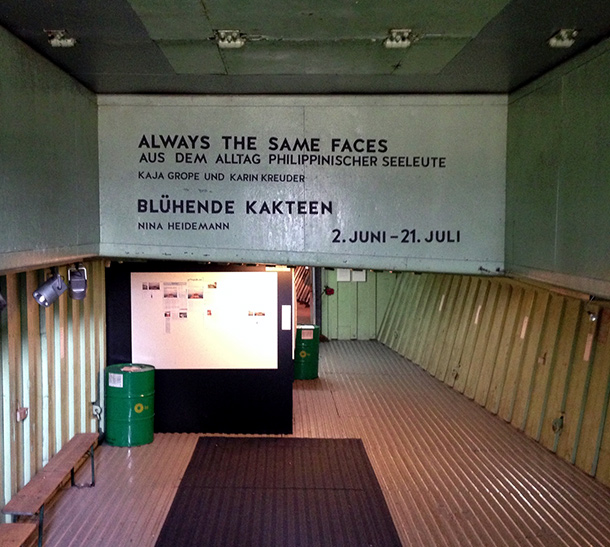 ALWAYS THE SAME FACES
AUS DEM ALLTAG PHILIPPINISCHER SEELEUTE
KAJA GROPE UND KARIN KREUDER
BLÜHENDE KAKTEEN
NINA HEIDEMANN
2. JUNI – 21. JULI